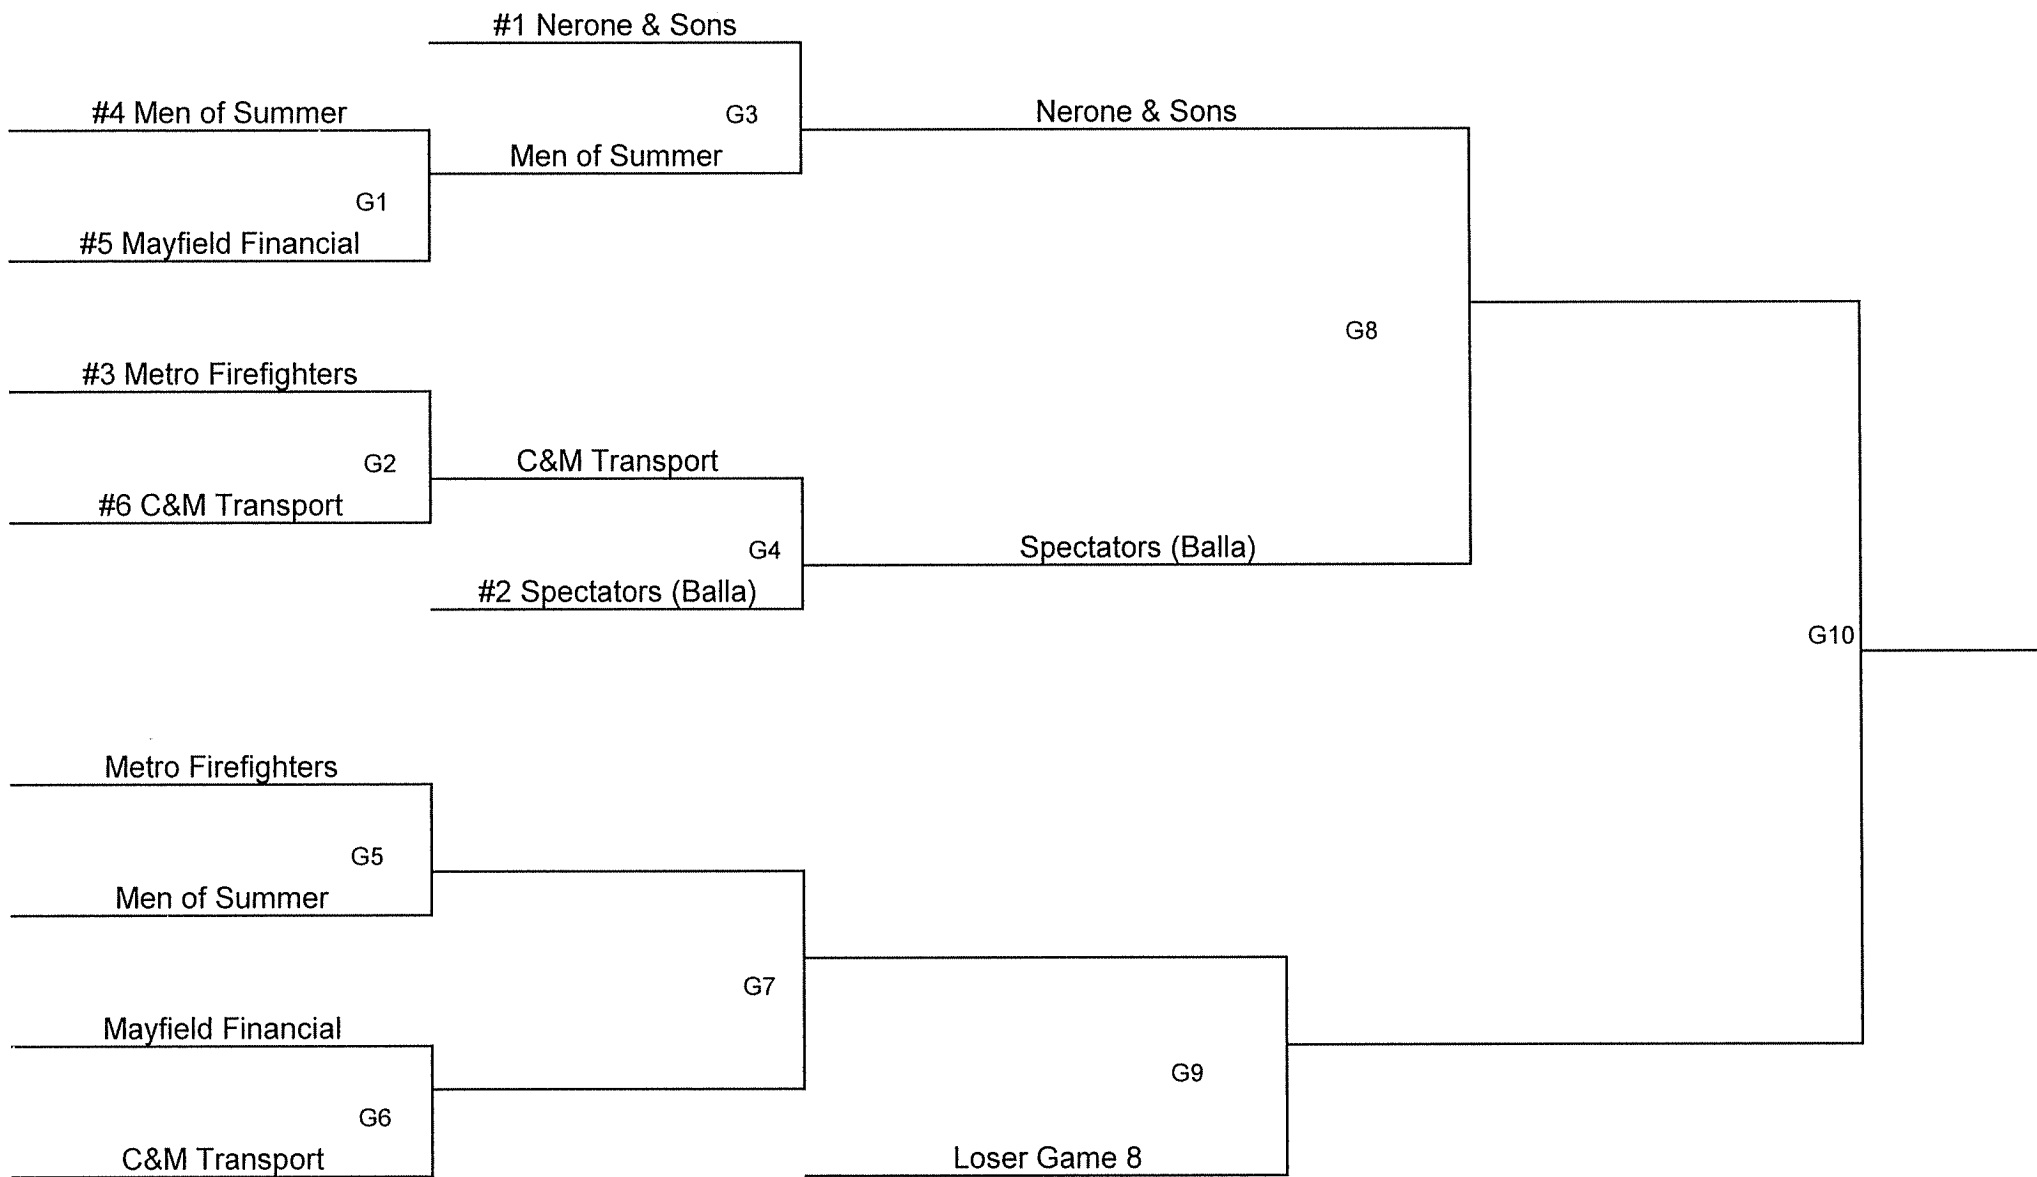 #1 Nerone & Sons
#4 Men of Summer
G3
Nerone & Sons
Men of Summer
G1
#5 Mayfield Financial
G8
#3 Metro Firefighters
G2
C&M Transport
#6 C&M Transport
G4
Spectators (Balla)
#2 Spectators (Balla)
G10
Metro Firefighters
G5
Men of Summer
G7
Mayfield Financial
G9
G6
C&M Transport
Loser Game 8